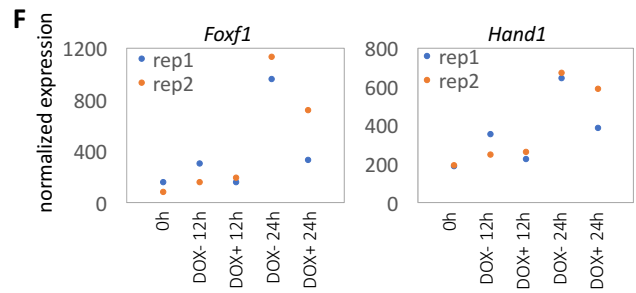 F
Foxf1
normalized expression
1200
800
400
0
rep1
rep2
0h
DOX- 12h
DOX+ 12h
DOX- 24h
DOX+ 24h
Hand1
800
600
400
200
0
rep1
rep2
0h
DOX- 12h
DOX+ 12h
DOX- 24h
DOX+ 24h